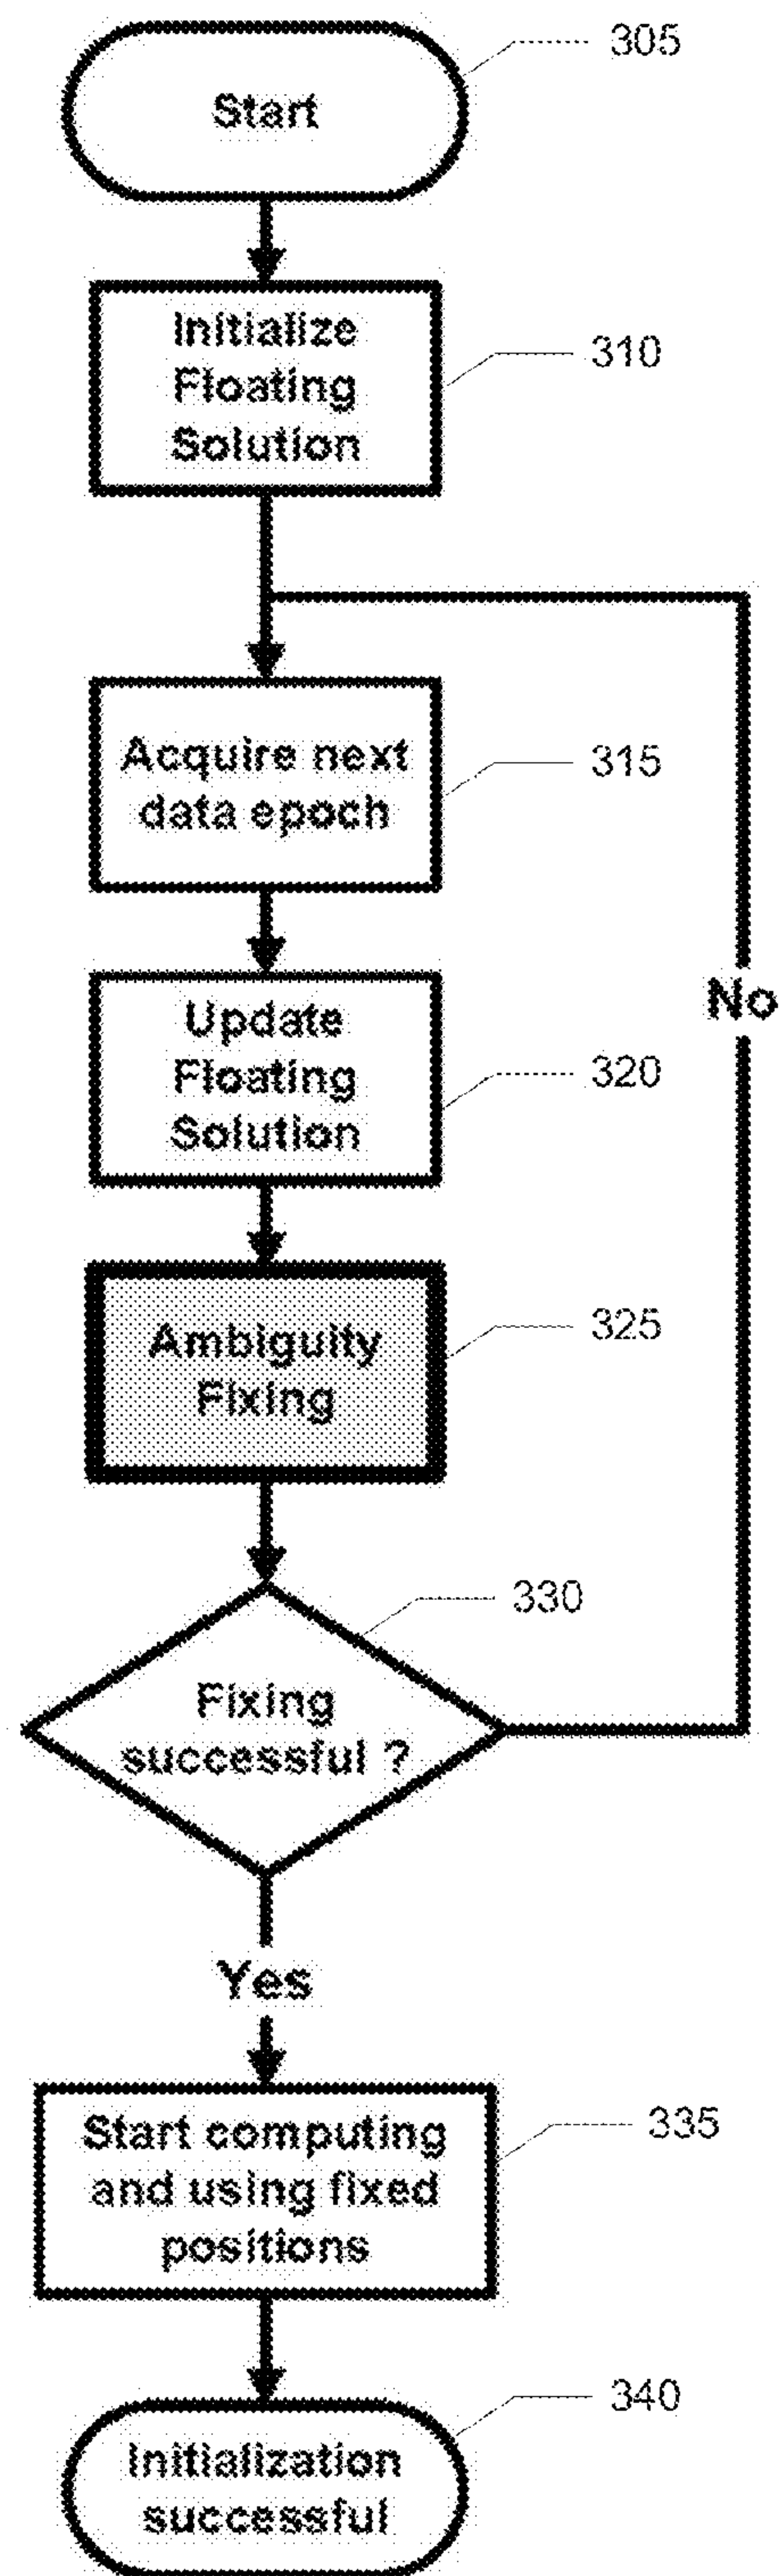 305
Start
Initialize
Floating
Solution
310
Acquire next
data epoch
315
No
Update
Floating
Solution
320
Ambiguity
Fixing
325
330
Fixing
successful ?
Yes
Start computing
and using fixed
positions
335
340
Initialization
successful